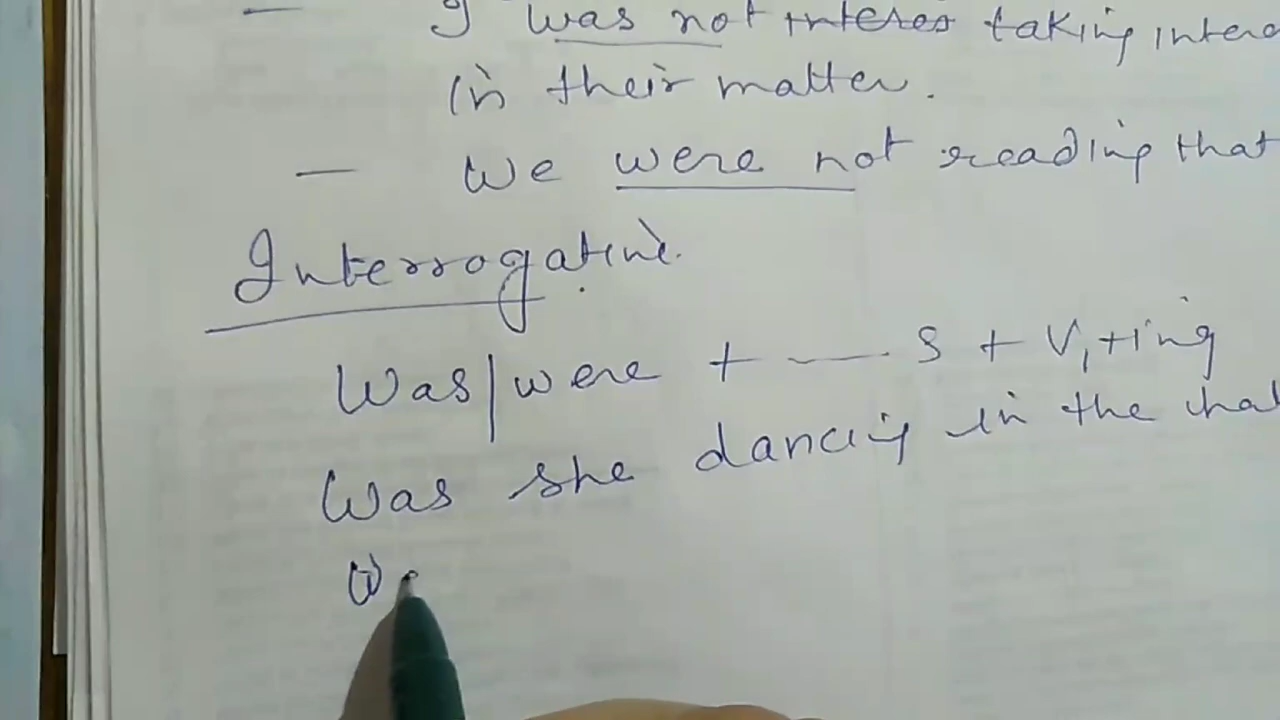 — I was not interes taking intere
in their matter.
— We were not reading that
Interrogative.
Was/were + — S + V1+ing
Was she dancing in the hal
W